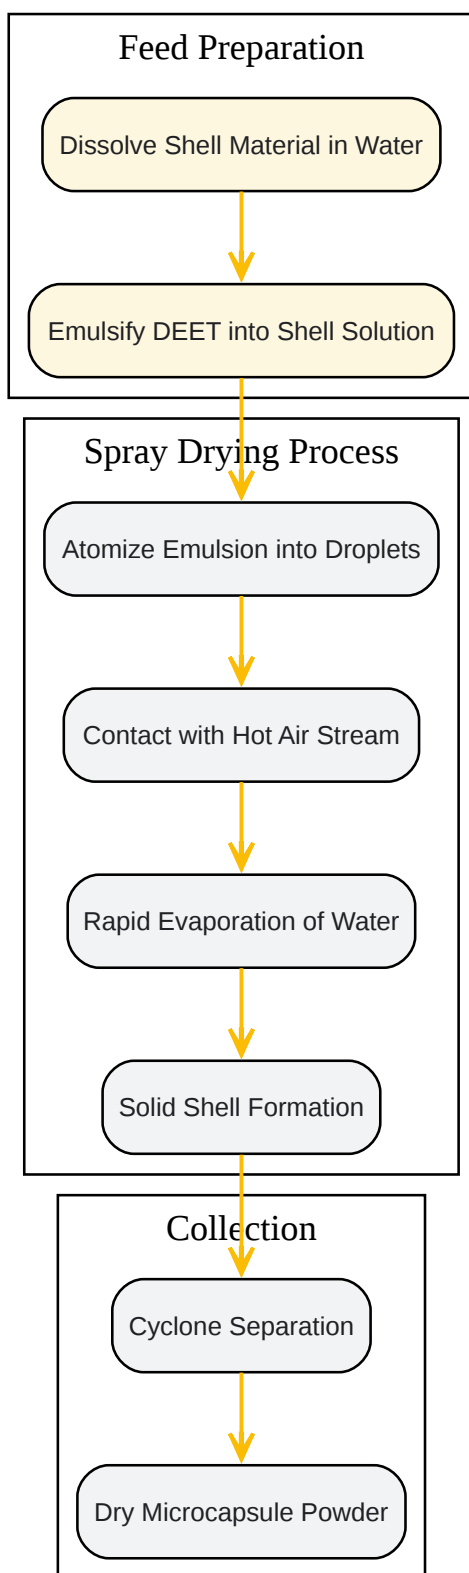 Feed Preparation
Dissolve Shell Material in Water
Emulsify DEET into Shell Solution
Spray Drying Process
Atomize Emulsion into Droplets
Contact with Hot Air Stream
Rapid Evaporation of Water
Solid Shell Formation
Collection
Cyclone Separation
Dry Microcapsule Powder